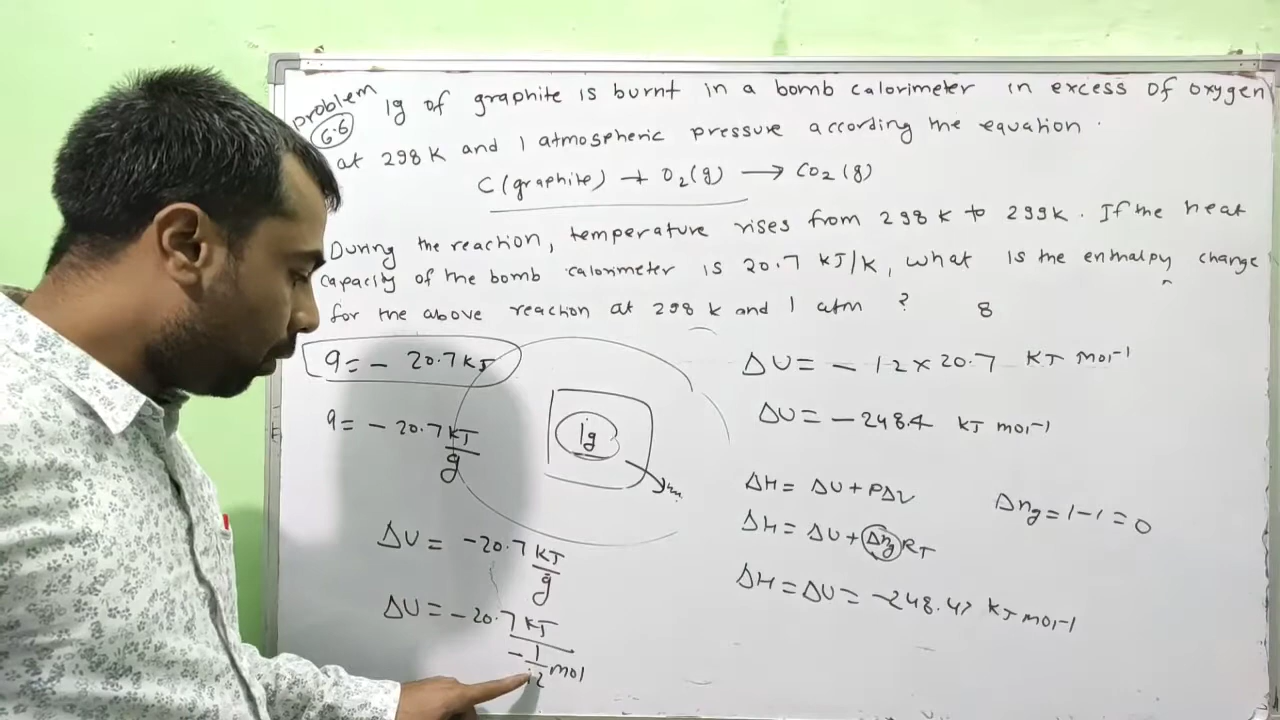 problem
6.6
1g of graphite is burnt in a bomb calorimeter in excess of oxygen
at 298 K and 1 atmospheric pressure according the equation.
C(graphite) + O2(g) → CO2(g)
During the reaction, temperature rises from 298 K to 299K. If the heat
capacity of the bomb calorimeter is 20.7 KJ/K, what is the enthalpy change
for the above reaction at 298 K and 1 atm ? 8
q = - 20.7 KJ
q = - 20.7 KJ/g
1g
ΔU = -20.7 KJ/g
ΔU = -20.7 KJ
- 1/12 mol
ΔU = - 12 × 20.7 KJ mol-1
ΔU = - 248.4 KJ mol-1
ΔH = ΔU + PΔV
Δng = 1-1 = 0
ΔH = ΔU + Δng RT
ΔH = ΔU = -248.47 KJ mol-1